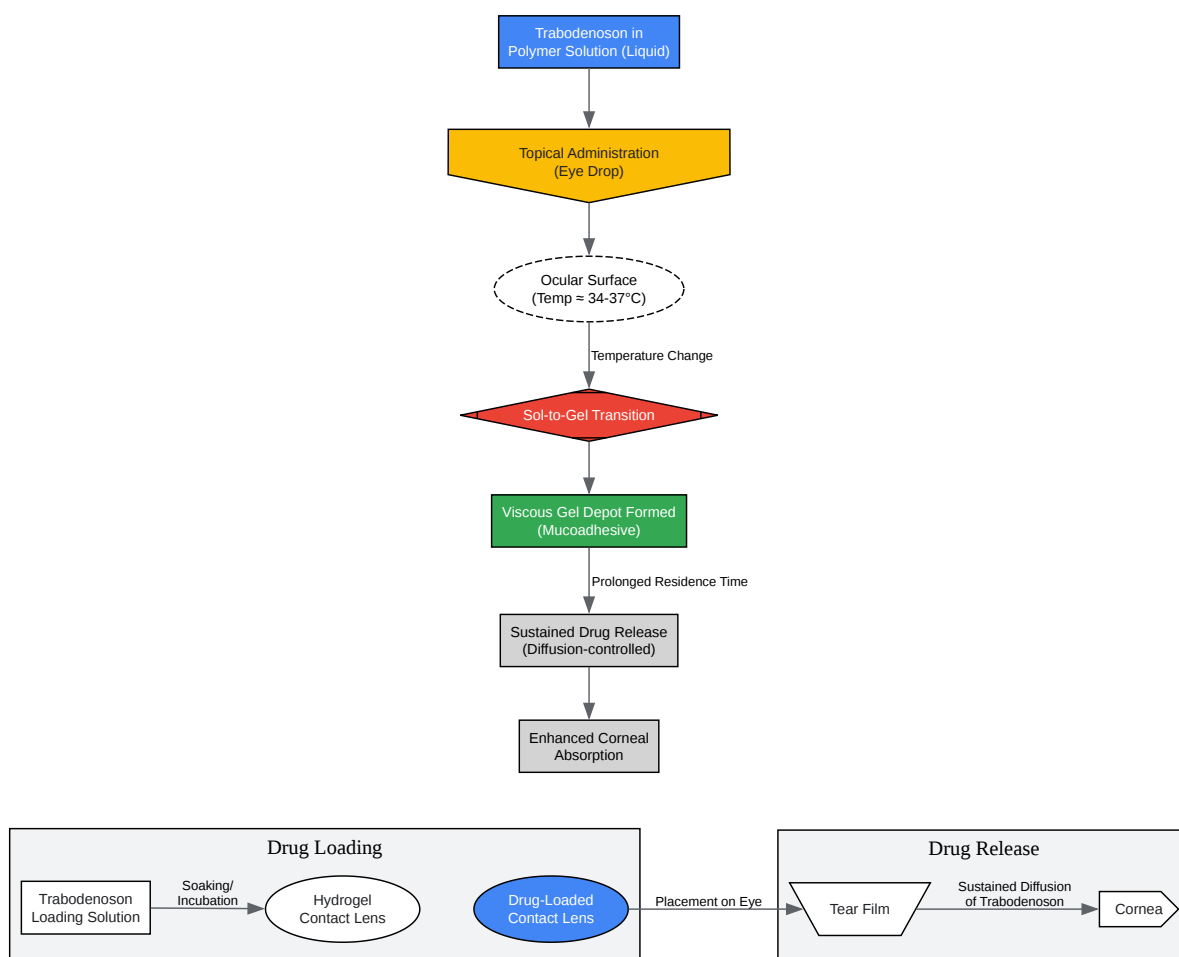 Trabodenoson in
Polymer Solution (Liquid)
Topical Administration
(Eye Drop)
Ocular Surface
(Temp ≈ 34-37°C)
Temperature Change
Sol-to-Gel Transition
Viscous Gel Depot Formed
(Mucoadhesive)
Prolonged Residence Time
Sustained Drug Release
(Diffusion-controlled)
Enhanced Corneal
Absorption
Drug Loading
Trabodenoson
Loading Solution
Soaking/
Incubation
Hydrogel
Contact Lens
Drug-Loaded
Contact Lens
Placement on Eye
Drug Release
Tear Film
Sustained Diffusion
of Trabodenoson
Cornea